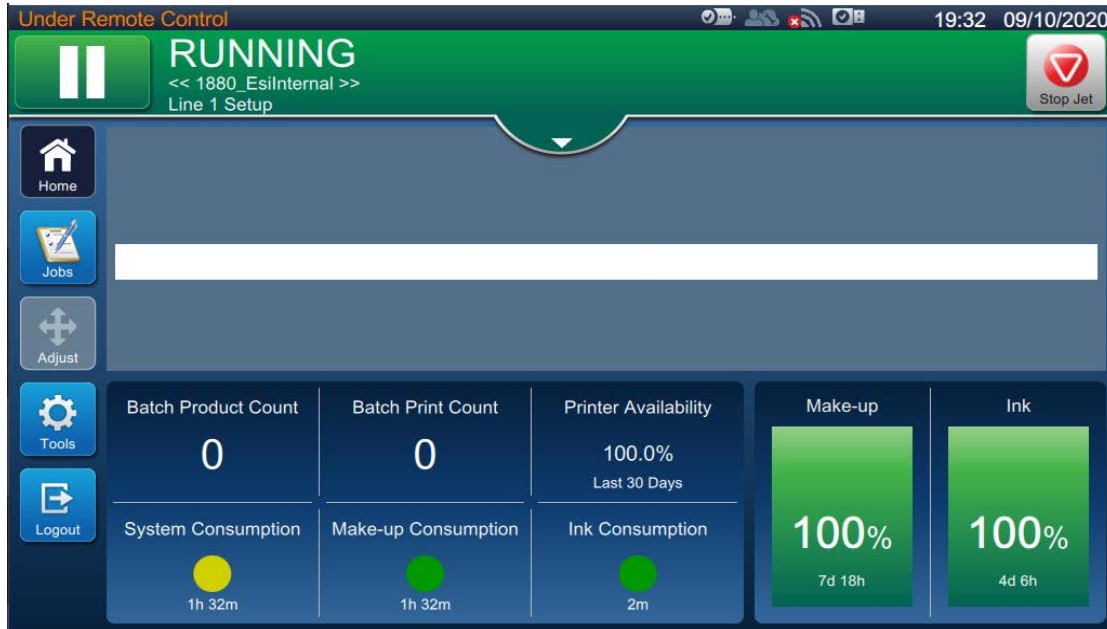 Under Remote Control
19:32 09/10/2020
RUNNING
<< 1880_EsiInternal >>
Line 1 Setup
Stop Jet
Home
Jobs
Adjust
Tools
Logout
Batch Product Count
0
Batch Print Count
0
Printer Availability
100.0%
Last 30 Days
System Consumption
1h 32m
Make-up Consumption
1h 32m
Ink Consumption
2m
Make-up
100%
7d 18h
Ink
100%
4d 6h